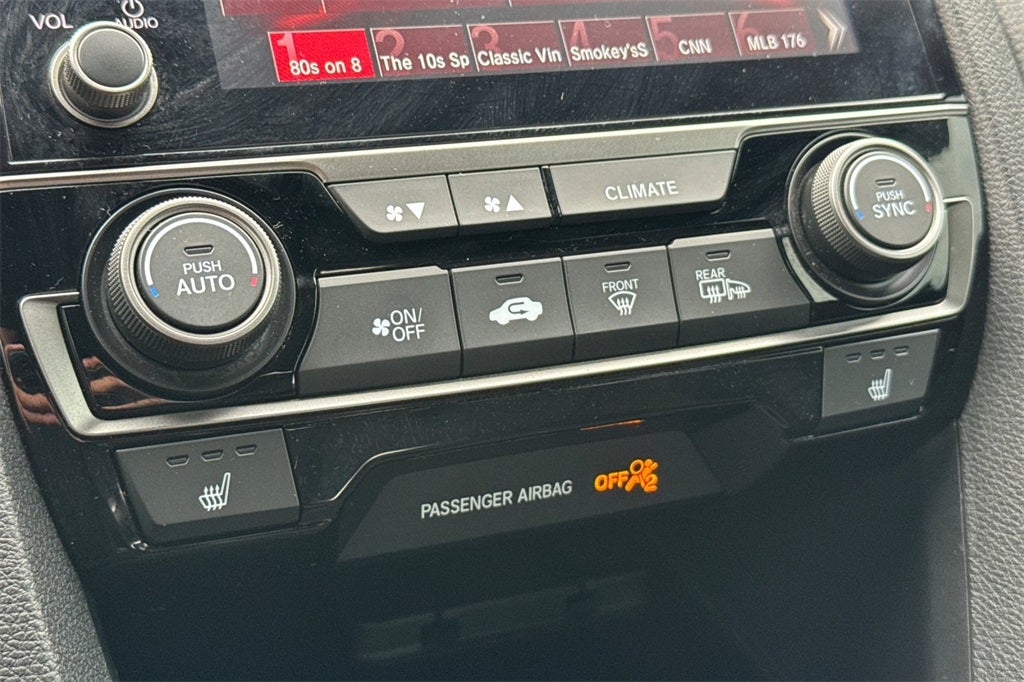 VOL
AUDIO
1 2 3 4 5 6
80s on 8 The 10s Sp Classic Vin Smokey'sS CNN MLB 176
CLIMATE
PUSH
SYNC
PUSH
AUTO
ON/
OFF
FRONT
REAR
PASSENGER AIRBAG OFF 2